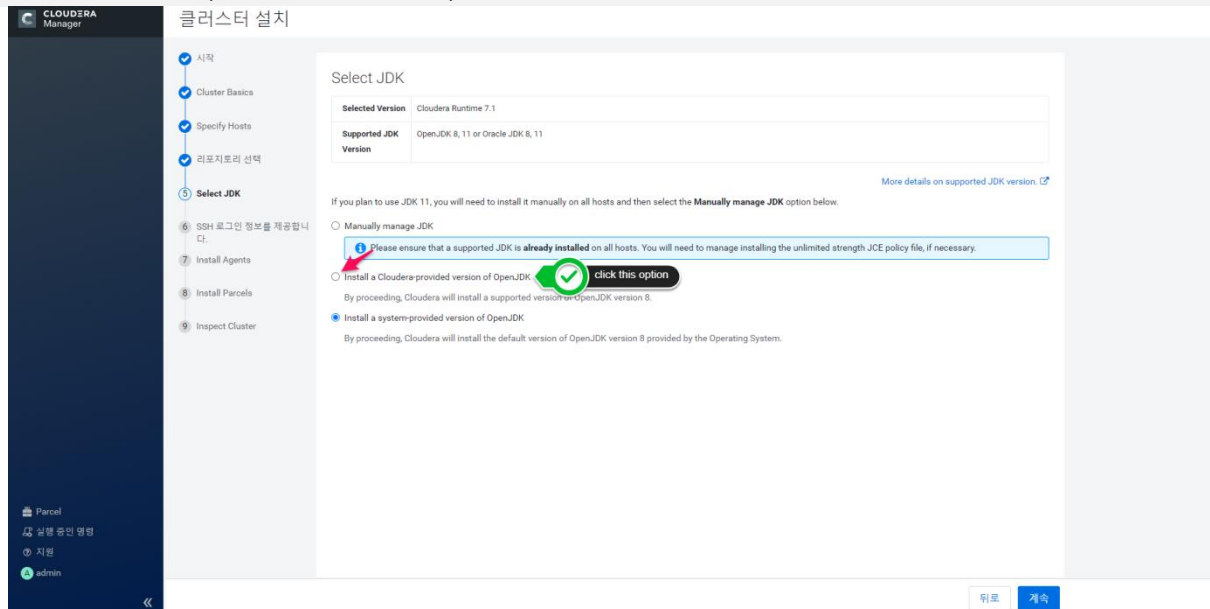 CLOUDERA
Manager
클러스터 설치
시작
Cluster Basics
Specify Hosts
리포지토리 선택
5 Select JDK
6 SSH 로그인 정보를 제공합니
다.
7 Install Agents
8 Install Parcels
9 Inspect Cluster
Select JDK
Selected Version Cloudera Runtime 7.1
Supported JDK OpenJDK 8, 11 or Oracle JDK 8, 11
Version
More details on supported JDK version.
If you plan to use JDK 11, you will need to install it manually on all hosts and then select the Manually manage JDK option below.
Manually manage JDK
Please ensure that a supported JDK is already installed on all hosts. You will need to manage installing the unlimited strength JCE policy file, if necessary.
Install a Cloudera-provided version of OpenJDK
click this option
By proceeding, Cloudera will install a supported version of OpenJDK version 8.
Install a system-provided version of OpenJDK
By proceeding, Cloudera will install the default version of OpenJDK version 8 provided by the Operating System.
Parcel
실행 중인 명령
지원
A admin
뒤로 계속